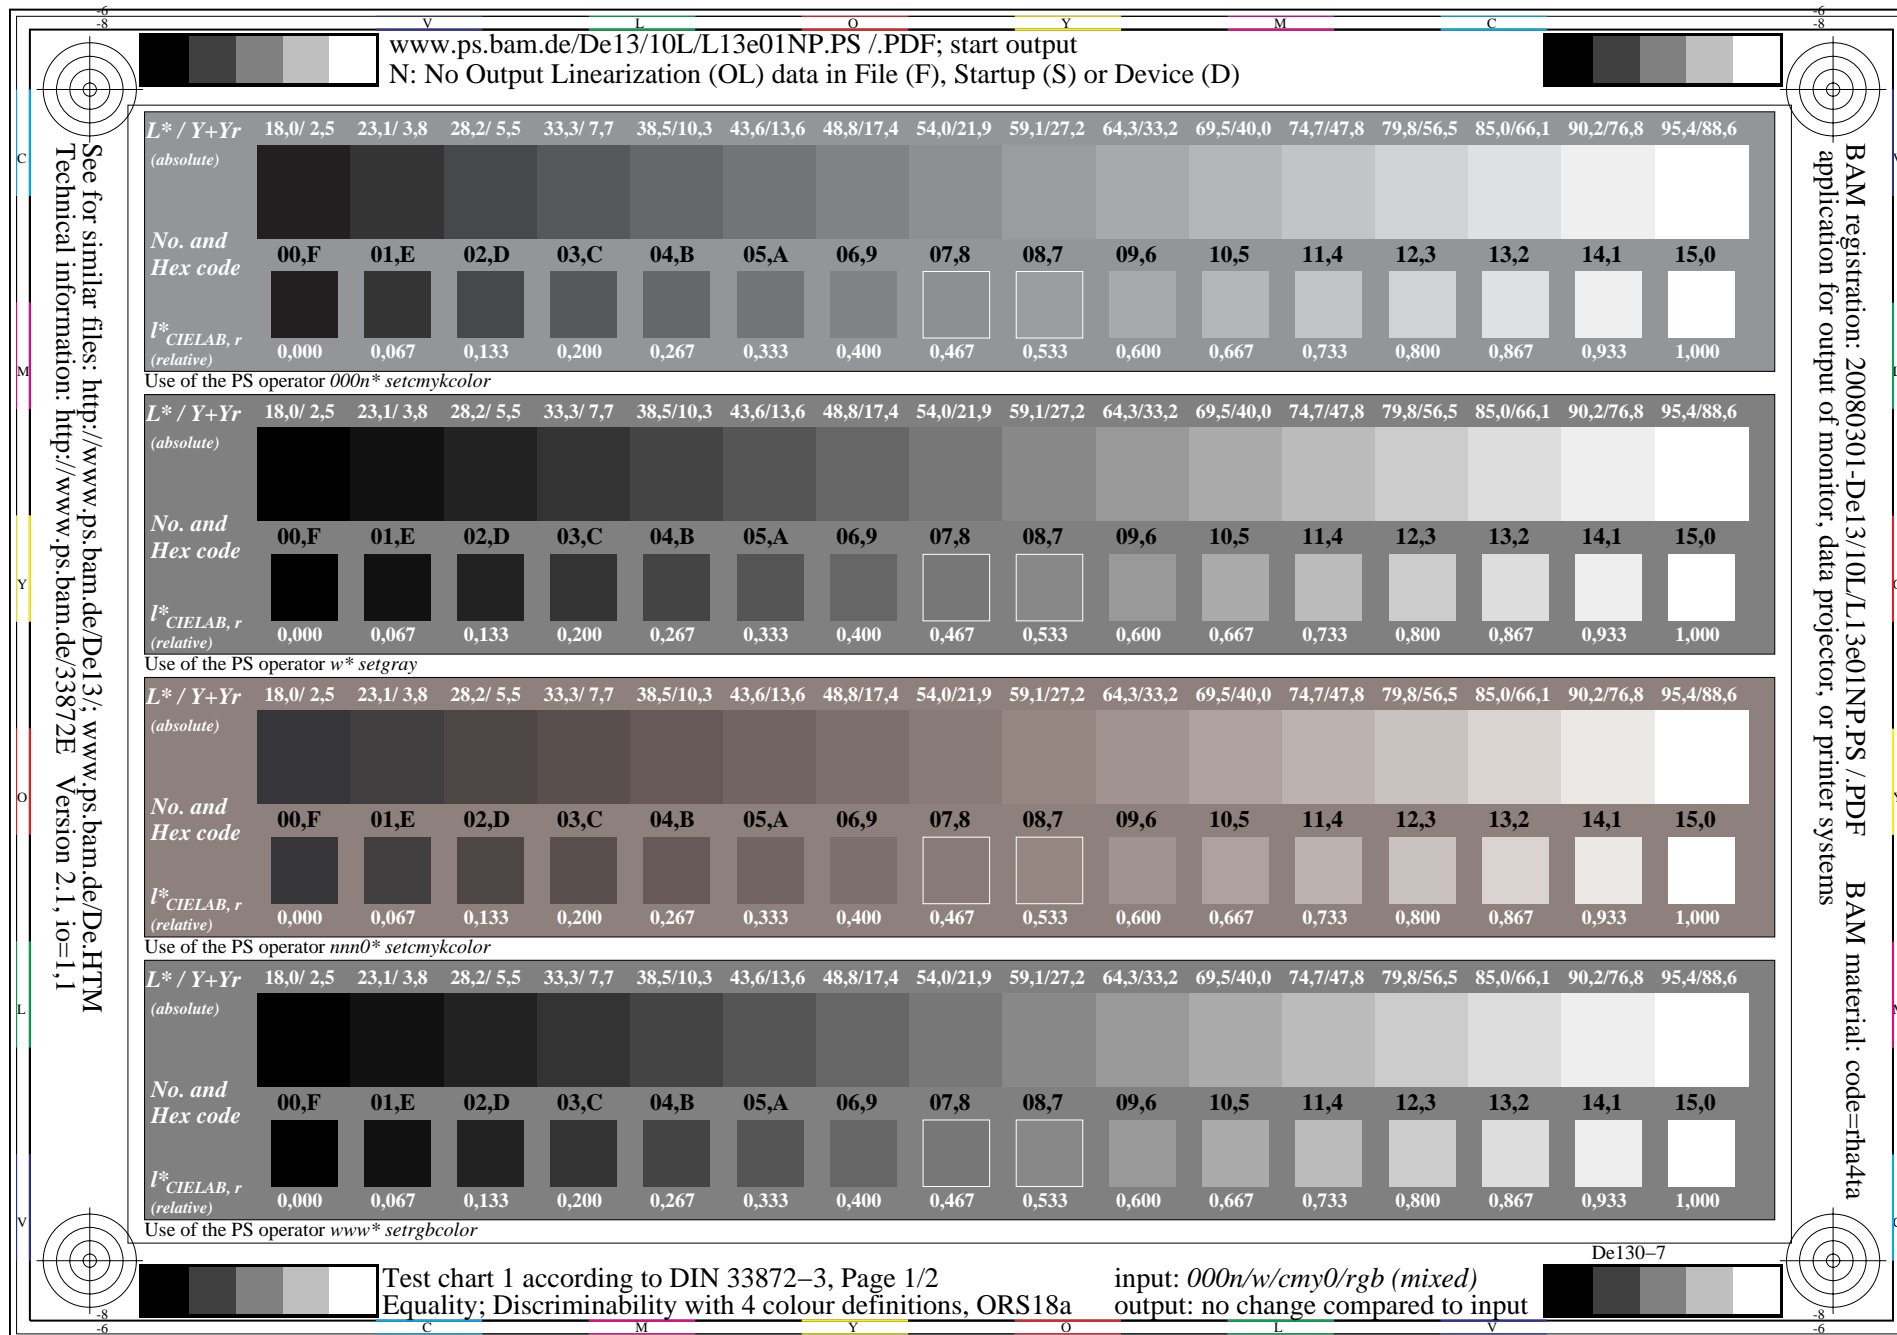 -6
-8
V L O Y M C
-6
-8
www.ps.bam.de/De13/10L/L13e01NP.PS /.PDF; start output
N: No Output Linearization (OL) data in File (F), Startup (S) or Device (D)
See for similar files: http://www.ps.bam.de/De13/; www.ps.bam.de/De.HTM
Technical information: http://www.ps.bam.de/33872E Version 2.1, io=1,1
C
M
Y
O
L
V
L*/Y+Yr 18,0/ 2,5 23,1/ 3,8 28,2/ 5,5 33,3/ 7,7 38,5/10,3 43,6/13,6 48,8/17,4 54,0/21,9 59,1/27,2 64,3/33,2 69,5/40,0 74,7/47,8 79,8/56,5 85,0/66,1 90,2/76,8 95,4/88,6
(absolute)
No. and
Hex code 00,F 01,E 02,D 03,C 04,B 05,A 06,9 07,8 08,7 09,6 10,5 11,4 12,3 13,2 14,1 15,0
l*CIELAB, r
(relative) 0,000 0,067 0,133 0,200 0,267 0,333 0,400 0,467 0,533 0,600 0,667 0,733 0,800 0,867 0,933 1,000
Use of the PS operator 000n* setcmykcolor
L*/Y+Yr 18,0/ 2,5 23,1/ 3,8 28,2/ 5,5 33,3/ 7,7 38,5/10,3 43,6/13,6 48,8/17,4 54,0/21,9 59,1/27,2 64,3/33,2 69,5/40,0 74,7/47,8 79,8/56,5 85,0/66,1 90,2/76,8 95,4/88,6
(absolute)
No. and
Hex code 00,F 01,E 02,D 03,C 04,B 05,A 06,9 07,8 08,7 09,6 10,5 11,4 12,3 13,2 14,1 15,0
l*CIELAB, r
(relative) 0,000 0,067 0,133 0,200 0,267 0,333 0,400 0,467 0,533 0,600 0,667 0,733 0,800 0,867 0,933 1,000
Use of the PS operator w* setgray
L*/Y+Yr 18,0/ 2,5 23,1/ 3,8 28,2/ 5,5 33,3/ 7,7 38,5/10,3 43,6/13,6 48,8/17,4 54,0/21,9 59,1/27,2 64,3/33,2 69,5/40,0 74,7/47,8 79,8/56,5 85,0/66,1 90,2/76,8 95,4/88,6
(absolute)
No. and
Hex code 00,F 01,E 02,D 03,C 04,B 05,A 06,9 07,8 08,7 09,6 10,5 11,4 12,3 13,2 14,1 15,0
l*CIELAB, r
(relative) 0,000 0,067 0,133 0,200 0,267 0,333 0,400 0,467 0,533 0,600 0,667 0,733 0,800 0,867 0,933 1,000
Use of the PS operator nnn0* setcmykcolor
L*/Y+Yr 18,0/ 2,5 23,1/ 3,8 28,2/ 5,5 33,3/ 7,7 38,5/10,3 43,6/13,6 48,8/17,4 54,0/21,9 59,1/27,2 64,3/33,2 69,5/40,0 74,7/47,8 79,8/56,5 85,0/66,1 90,2/76,8 95,4/88,6
(absolute)
No. and
Hex code 00,F 01,E 02,D 03,C 04,B 05,A 06,9 07,8 08,7 09,6 10,5 11,4 12,3 13,2 14,1 15,0
l*CIELAB, r
(relative) 0,000 0,067 0,133 0,200 0,267 0,333 0,400 0,467 0,533 0,600 0,667 0,733 0,800 0,867 0,933 1,000
Use of the PS operator www* setrgbcolor
BAM registration: 20080301-De13/10L/L13e01NP.PS /.PDF BAM material: code=rha4ta
application for output of monitor, data projector, or printer systems
De130−7
Test chart 1 according to DIN 33872−3, Page 1/2
Equality; Discriminability with 4 colour definitions, ORS18a
input: 000n/w/cmy0/rgb (mixed)
output: no change compared to input
-8
-6
C M Y O L V
-8
-6